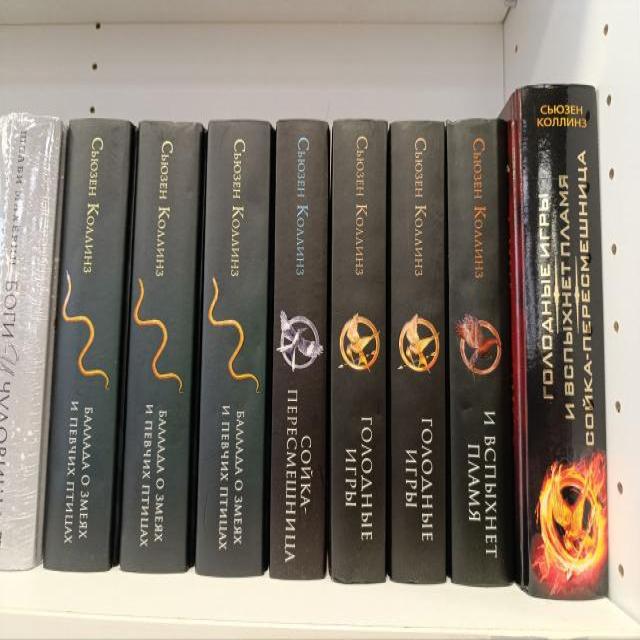 БОГИ И ЧУДОВИЩА
СЬЮЗЕН КОЛЛИНЗ
БАЛЛАДА О ЗМЕЯХ
И ПЕВЧИХ ПТИЦАХ
СЬЮЗЕН КОЛЛИНЗ
БАЛЛАДА О ЗМЕЯХ
И ПЕВЧИХ ПТИЦАХ
СЬЮЗЕН КОЛЛИНЗ
БАЛЛАДА О ЗМЕЯХ
И ПЕВЧИХ ПТИЦАХ
СЬЮЗЕН КОЛЛИНЗ
СОЙКА-
ПЕРЕСМЕШНИЦА
СЬЮЗЕН КОЛЛИНЗ
ГОЛОДНЫЕ
ИГРЫ
СЬЮЗЕН КОЛЛИНЗ
ГОЛОДНЫЕ
ИГРЫ
СЬЮЗЕН КОЛЛИНЗ
И ВСПЫХНЕТ
ПЛАМЯ
СЬЮЗЕН
КОЛЛИНЗ
ГОЛОДНЫЕ ИГРЫ
И ВСПЫХНЕТ ПЛАМЯ
СОЙКА-ПЕРЕСМЕШНИЦА